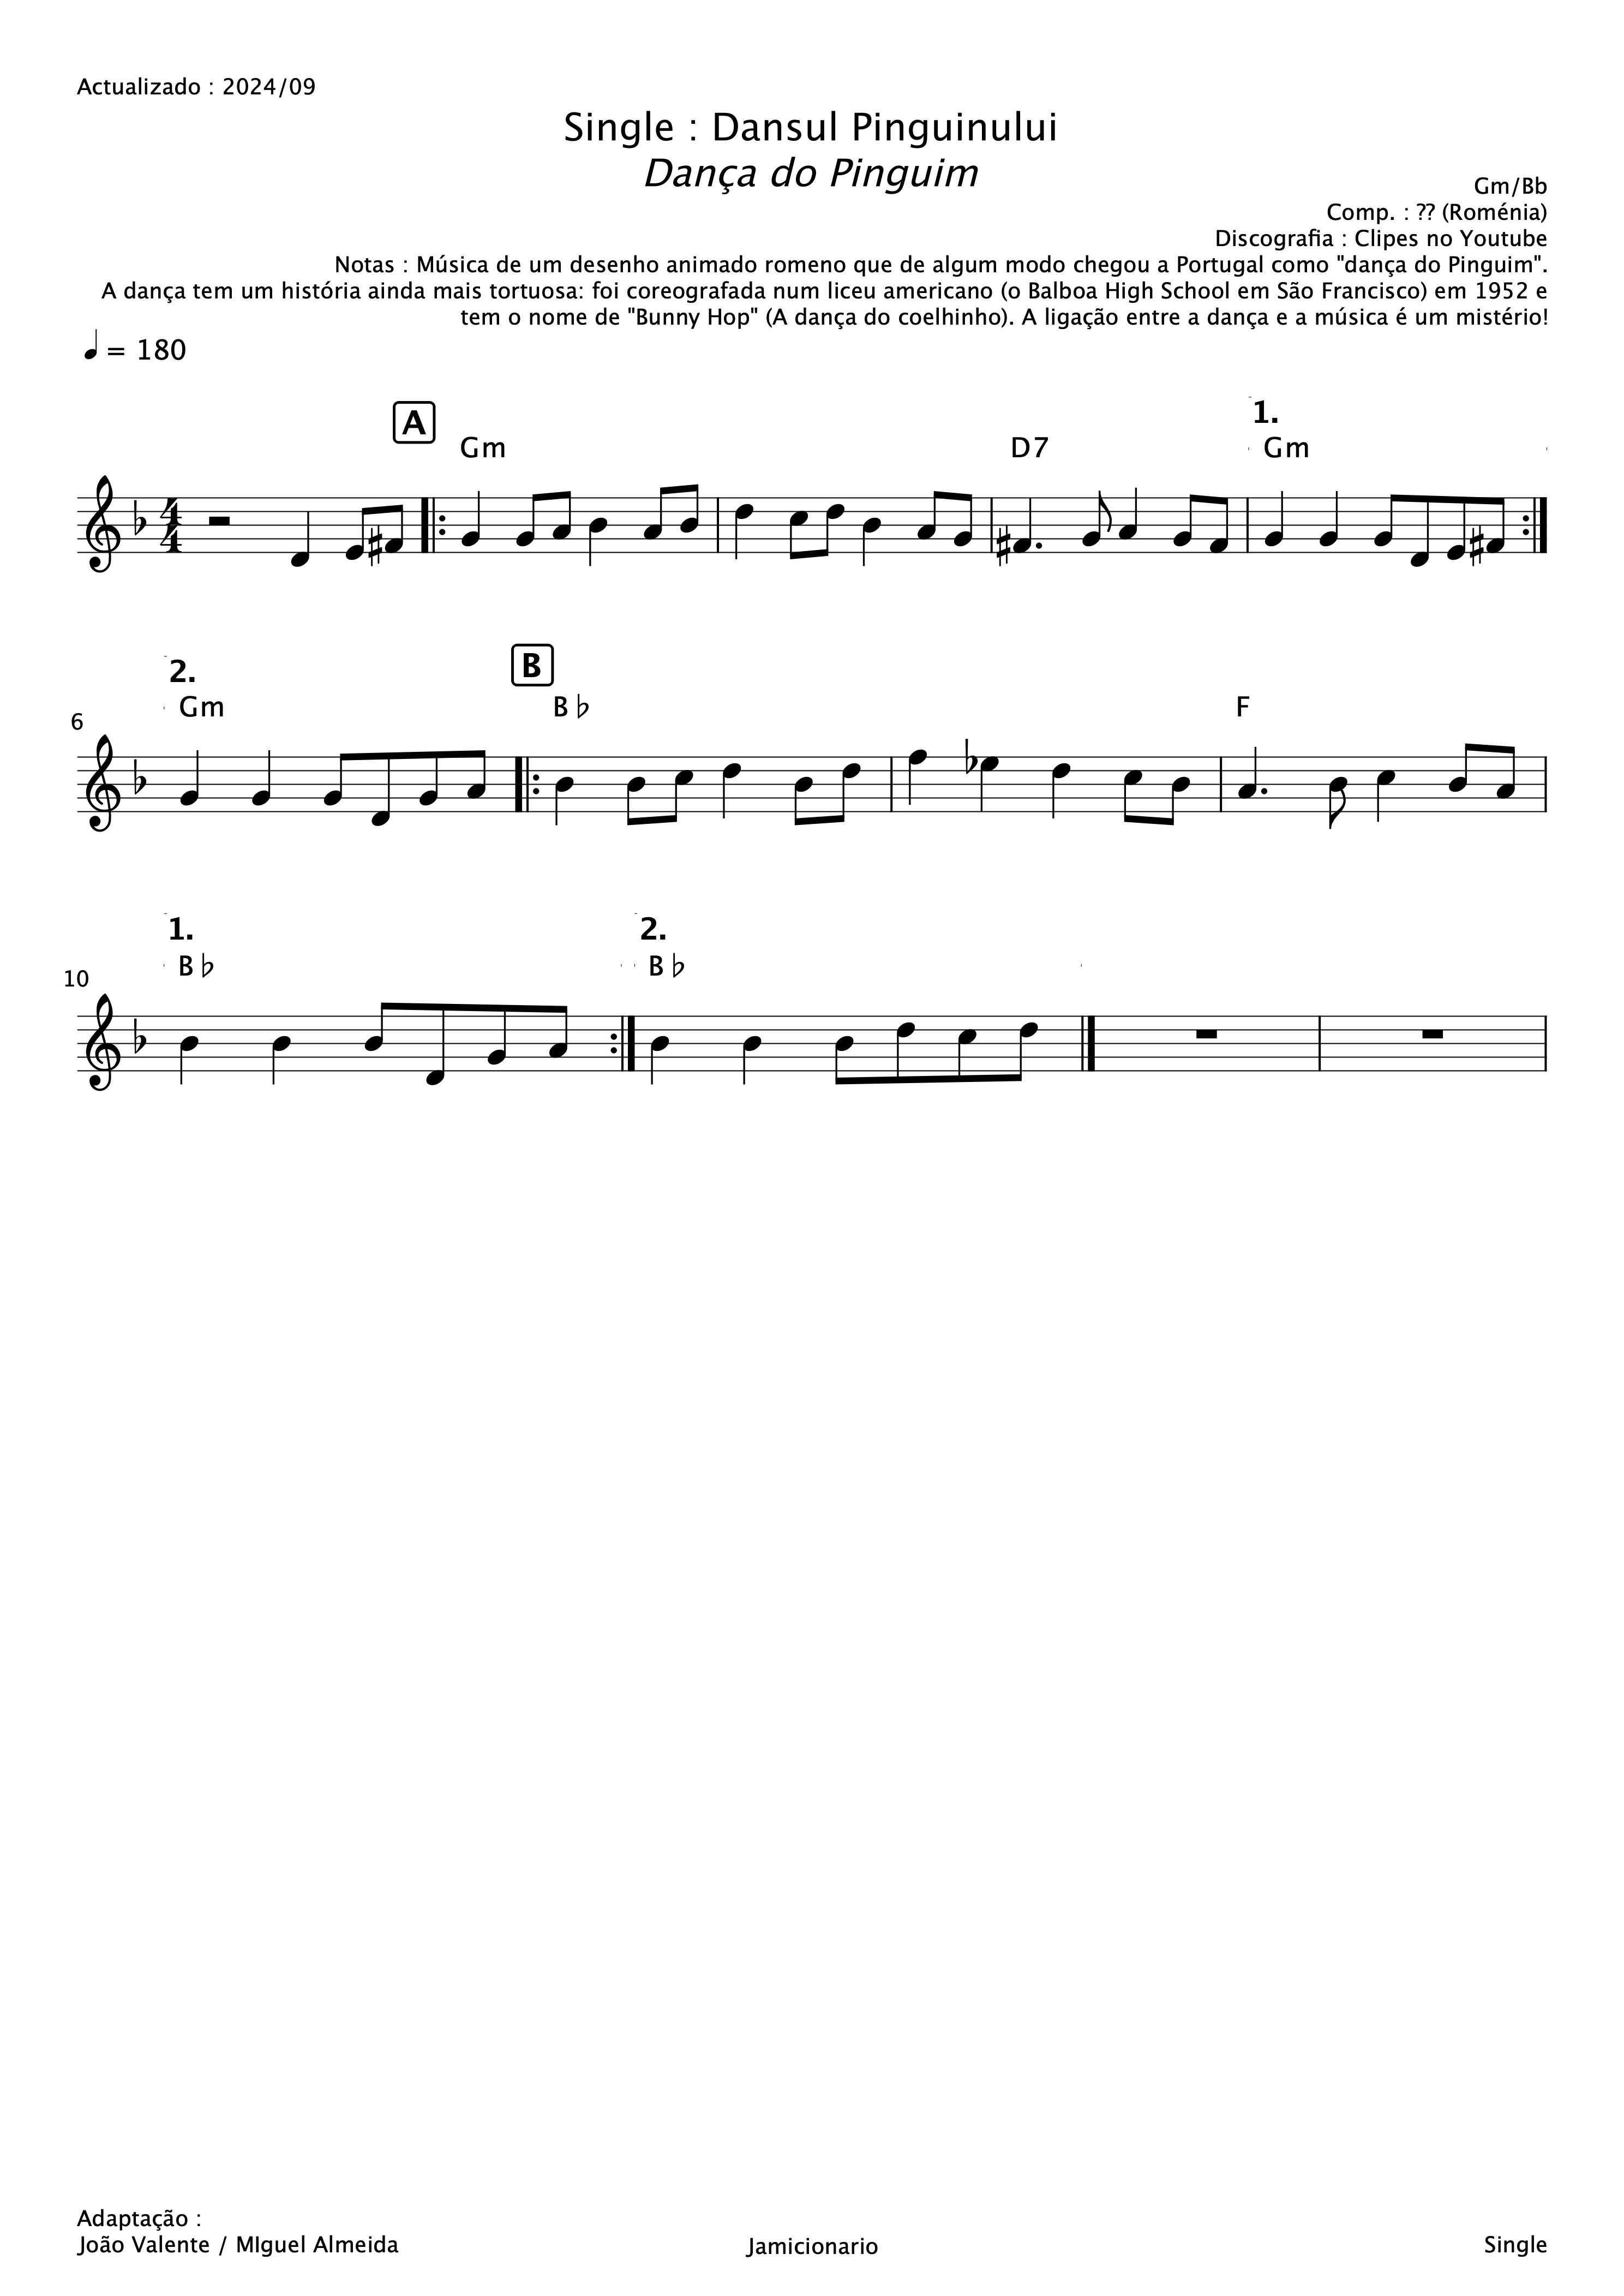 Actualizado : 2024/09
Single : Dansul Pinguinului
Dança do Pinguim
Gm/Bb
Comp. : ?? (Roménia)
Discografia : Clipes no Youtube
Notas : Música de um desenho animado romeno que de algum modo chegou a Portugal como "dança do Pinguim".
A dança tem um história ainda mais tortuosa: foi coreografada num liceu americano (o Balboa High School em São Francisco) em 1952 e
tem o nome de "Bunny Hop" (A dança do coelhinho). A ligação entre a dança e a música é um mistério!
♩ = 180
A 1.
Gm D7 Gm
4
4
2. B
Gm B♭ F
6
1. 2.
B♭ B♭
10
Adaptação :
João Valente / MIguel Almeida
Jamicionario
Single